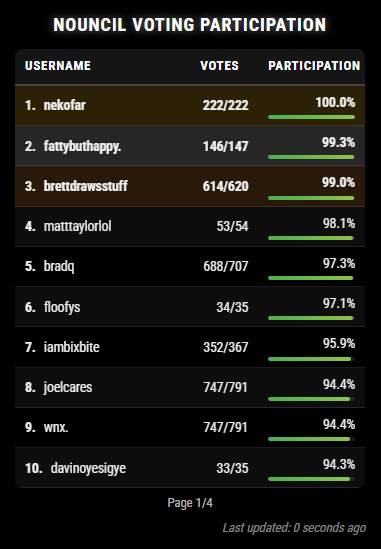 NOUNCIL VOTING PARTICIPATION
USERNAME VOTES PARTICIPATION
1. nekofar 222/222 100.0%
2. fattybuthappy. 146/147 99.3%
3. brettdrawsstuff 614/620 99.0%
4. matttaylorlol 53/54 98.1%
5. bradq 688/707 97.3%
6. floofys 34/35 97.1%
7. iambixbite 352/367 95.9%
8. joelcares 747/791 94.4%
9. wnx. 747/791 94.4%
10. davinoyesigye 33/35 94.3%
Page 1/4
Last updated: 0 seconds ago